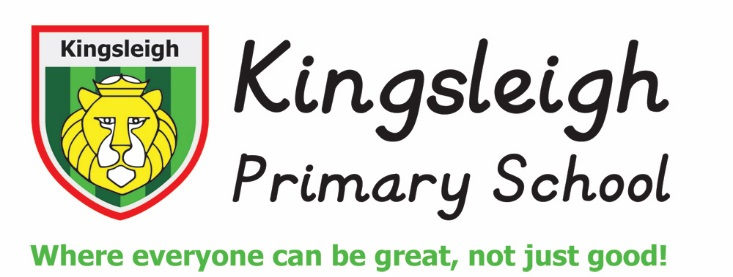 Kingsleigh
Kingsleigh
Primary School
Where everyone can be great, not just good!